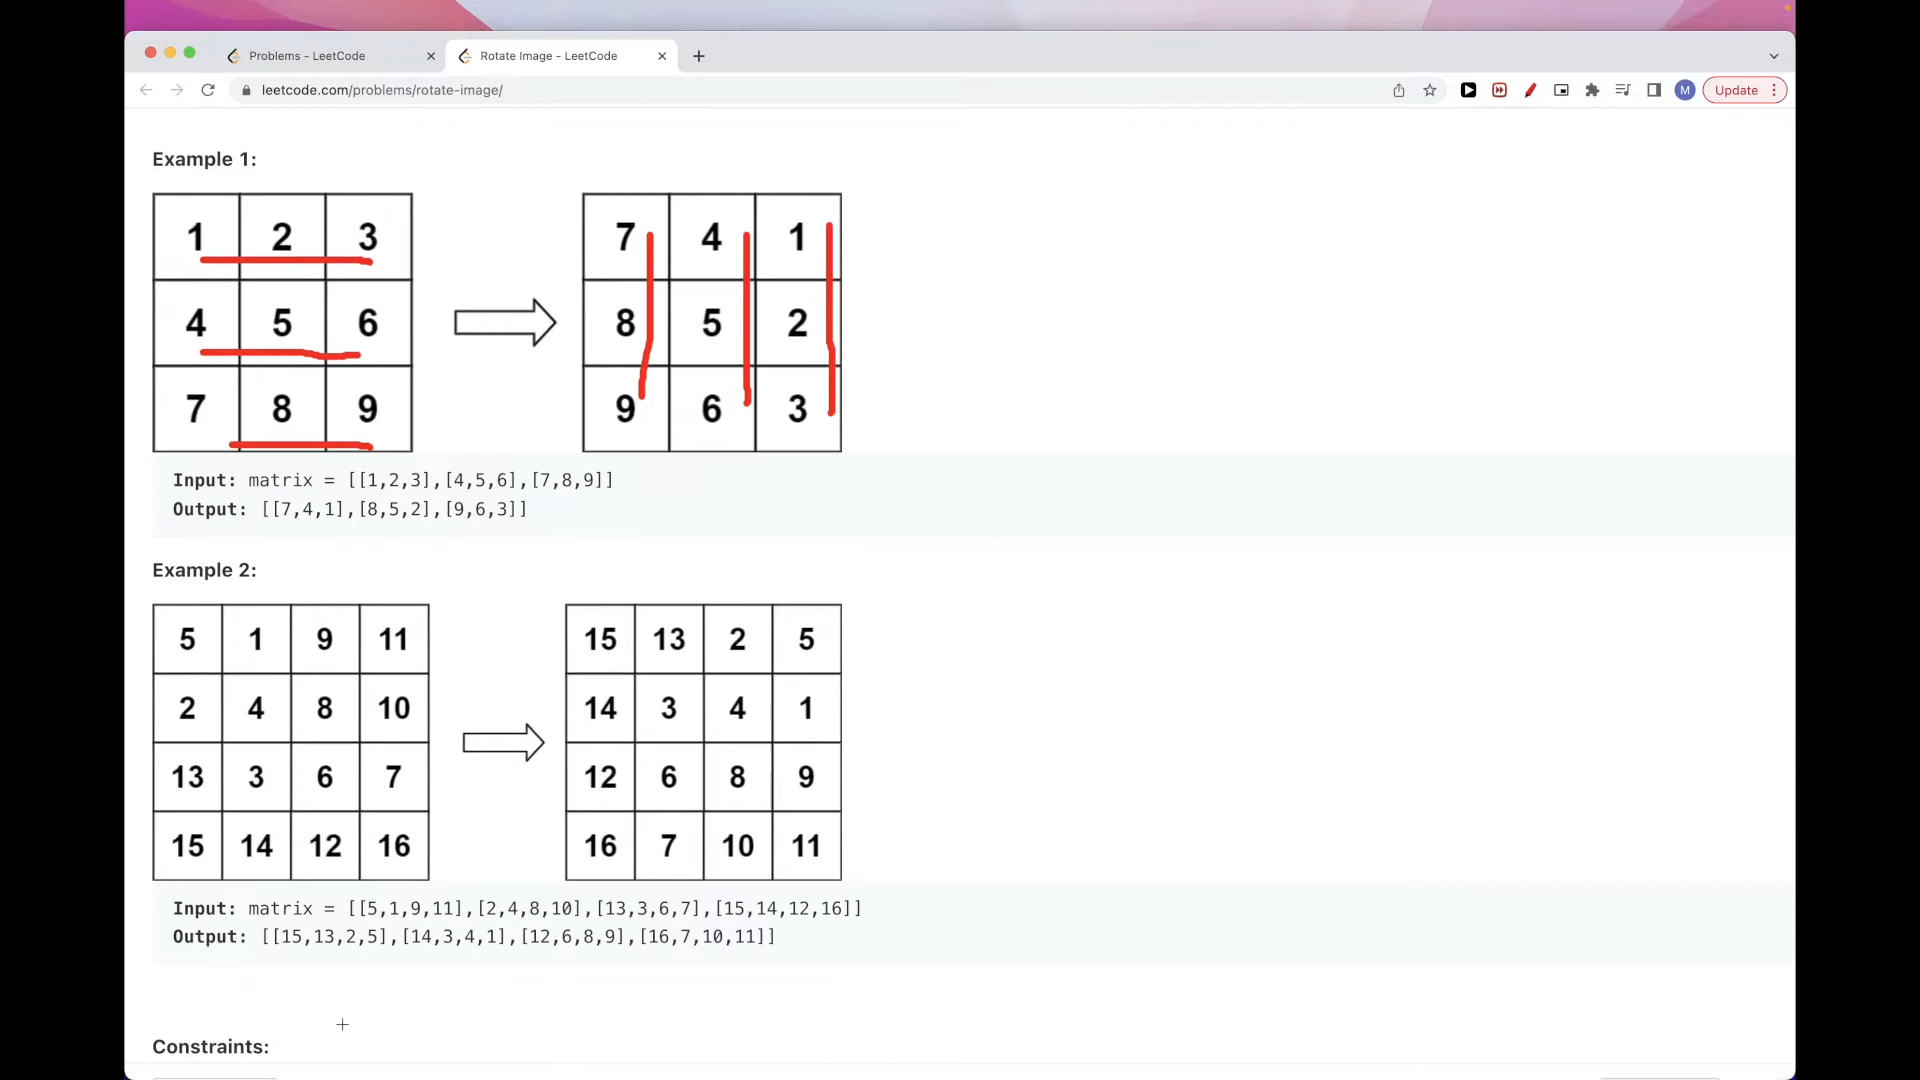 Problems - LeetCode
Rotate Image - LeetCode
leetcode.com/problems/rotate-image/
M
Update
Example 1:
1 2 3
4 5 6
7 8 9
7 4 1
8 5 2
9 6 3
Input: matrix = [[1,2,3],[4,5,6],[7,8,9]]
Output: [[7,4,1],[8,5,2],[9,6,3]]
Example 2:
5 1 9 11
2 4 8 10
13 3 6 7
15 14 12 16
15 13 2 5
14 3 4 1
12 6 8 9
16 7 10 11
Input: matrix = [[5,1,9,11],[2,4,8,10],[13,3,6,7],[15,14,12,16]]
Output: [[15,13,2,5],[14,3,4,1],[12,6,8,9],[16,7,10,11]]
Constraints: